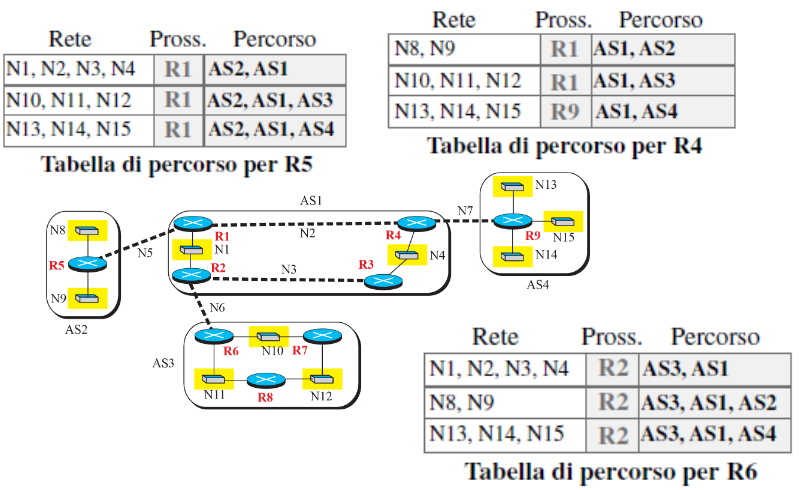 Rete Pross. Percorso
N1, N2, N3, N4 R1 AS2, AS1
N10, N11, N12 R1 AS2, AS1, AS3
N13, N14, N15 R1 AS2, AS1, AS4
Tabella di percorso per R5
Rete Pross. Percorso
N8, N9 R1 AS1, AS2
N10, N11, N12 R1 AS1, AS3
N13, N14, N15 R9 AS1, AS4
Tabella di percorso per R4
N8
R5
N9
AS2
N5
AS1
R1
N1
R2
N2
N3
R4
N4
R3
N7
N13
N15
R9
N14
AS4
N6
AS3
R6
N10
R7
N11
R8
N12
Rete Pross. Percorso
N1, N2, N3, N4 R2 AS3, AS1
N8, N9 R2 AS3, AS1, AS2
N13, N14, N15 R2 AS3, AS1, AS4
Tabella di percorso per R6